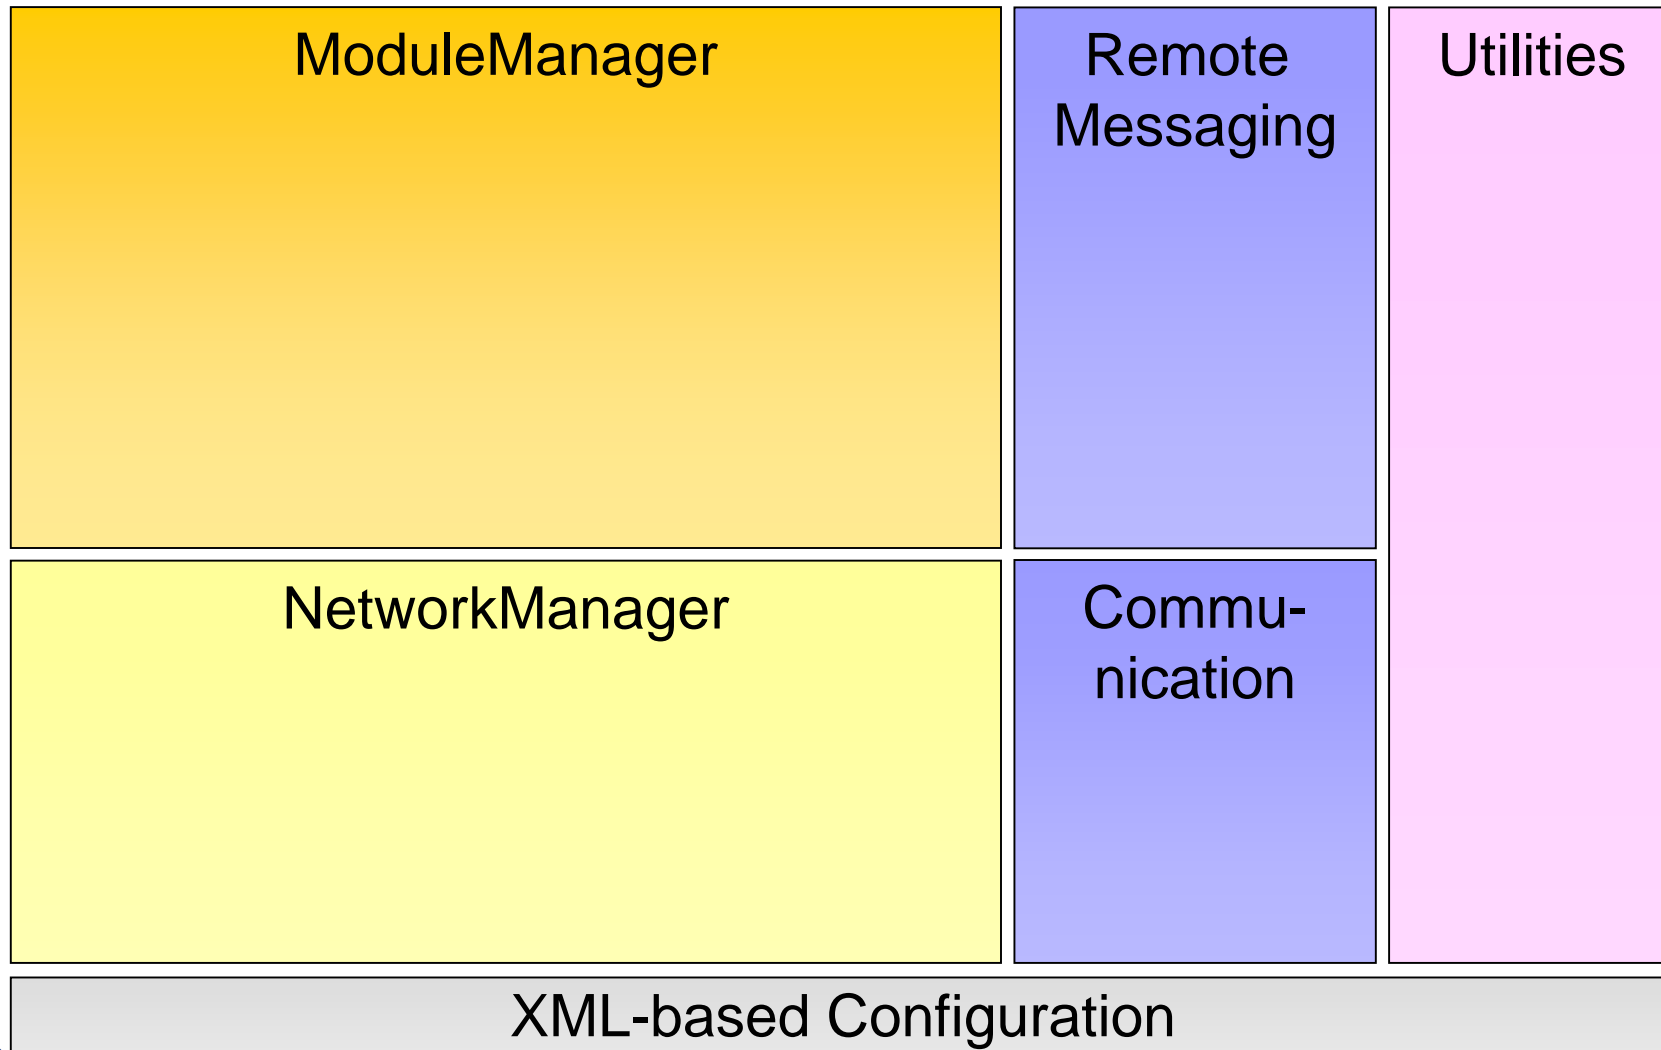 ModuleManager
Remote
Messaging
Utilities
NetworkManager
Commu-
nication
XML-based Configuration